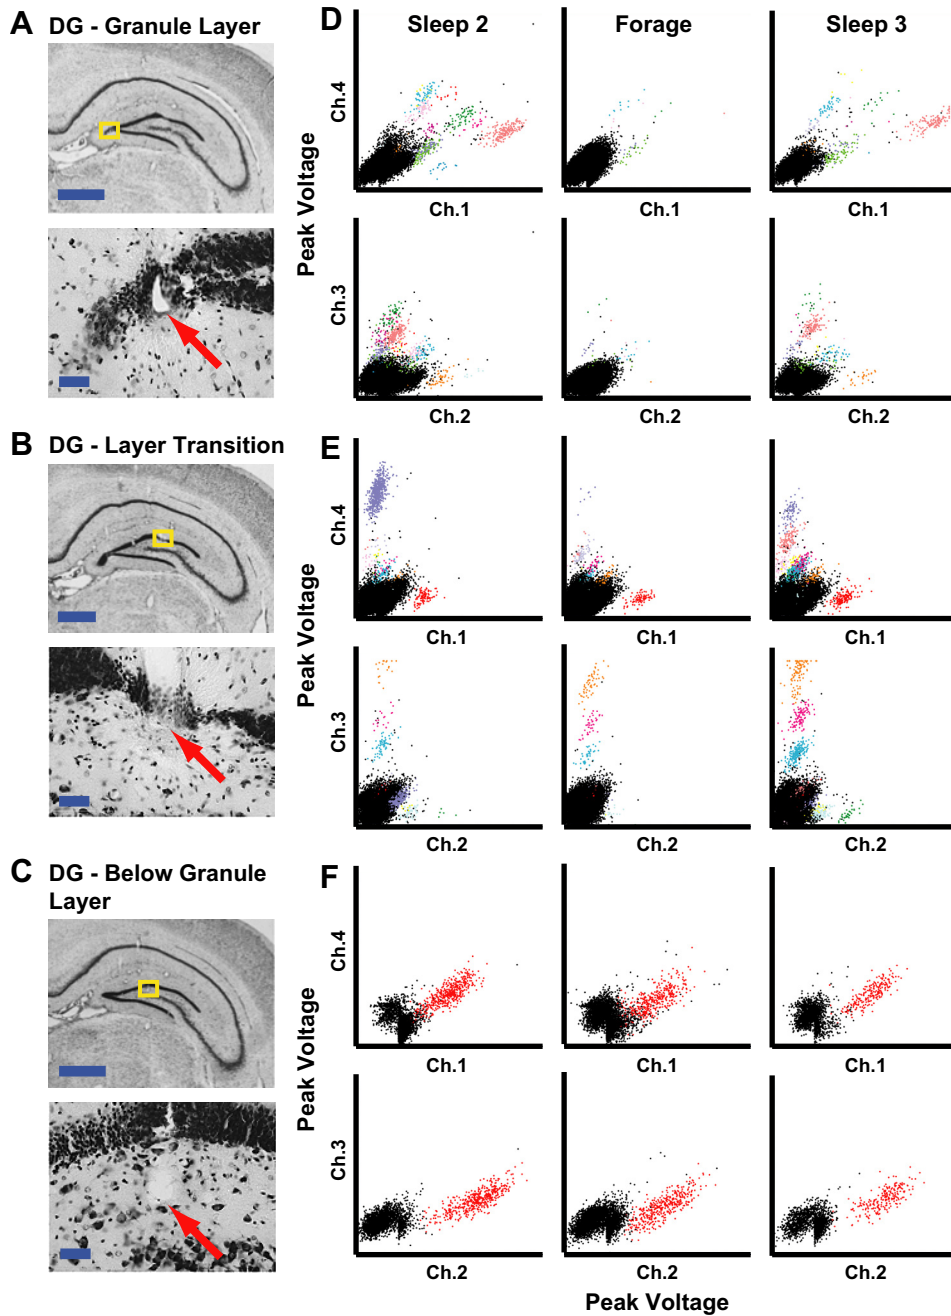 A DG - Granule Layer
B DG - Layer Transition
C DG - Below Granule
Layer
D Sleep 2 Forage Sleep 3
Peak Voltage
Ch.4
Ch.1 Ch.1 Ch.1
Ch.3
Ch.2 Ch.2 Ch.2
E
Peak Voltage
Ch.4
Ch.1 Ch.1 Ch.1
Ch.3
Ch.2 Ch.2 Ch.2
F
Peak Voltage
Ch.4
Ch.1 Ch.1 Ch.1
Ch.3
Ch.2 Ch.2 Ch.2
Peak Voltage